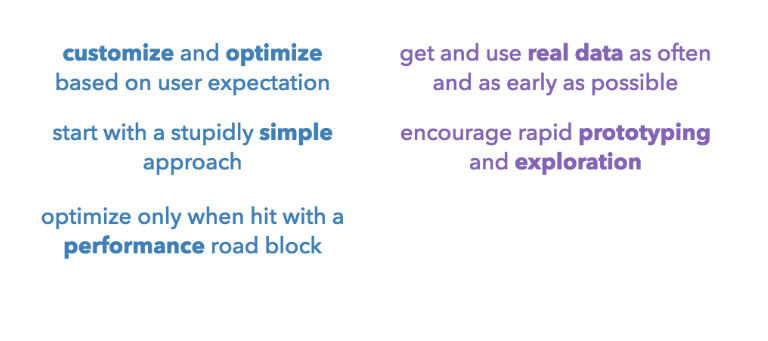 customize and optimize
based on user expectation
start with a stupidly simple
approach
optimize only when hit with a
performance road block
get and use real data as often
and as early as possible
encourage rapid prototyping
and exploration